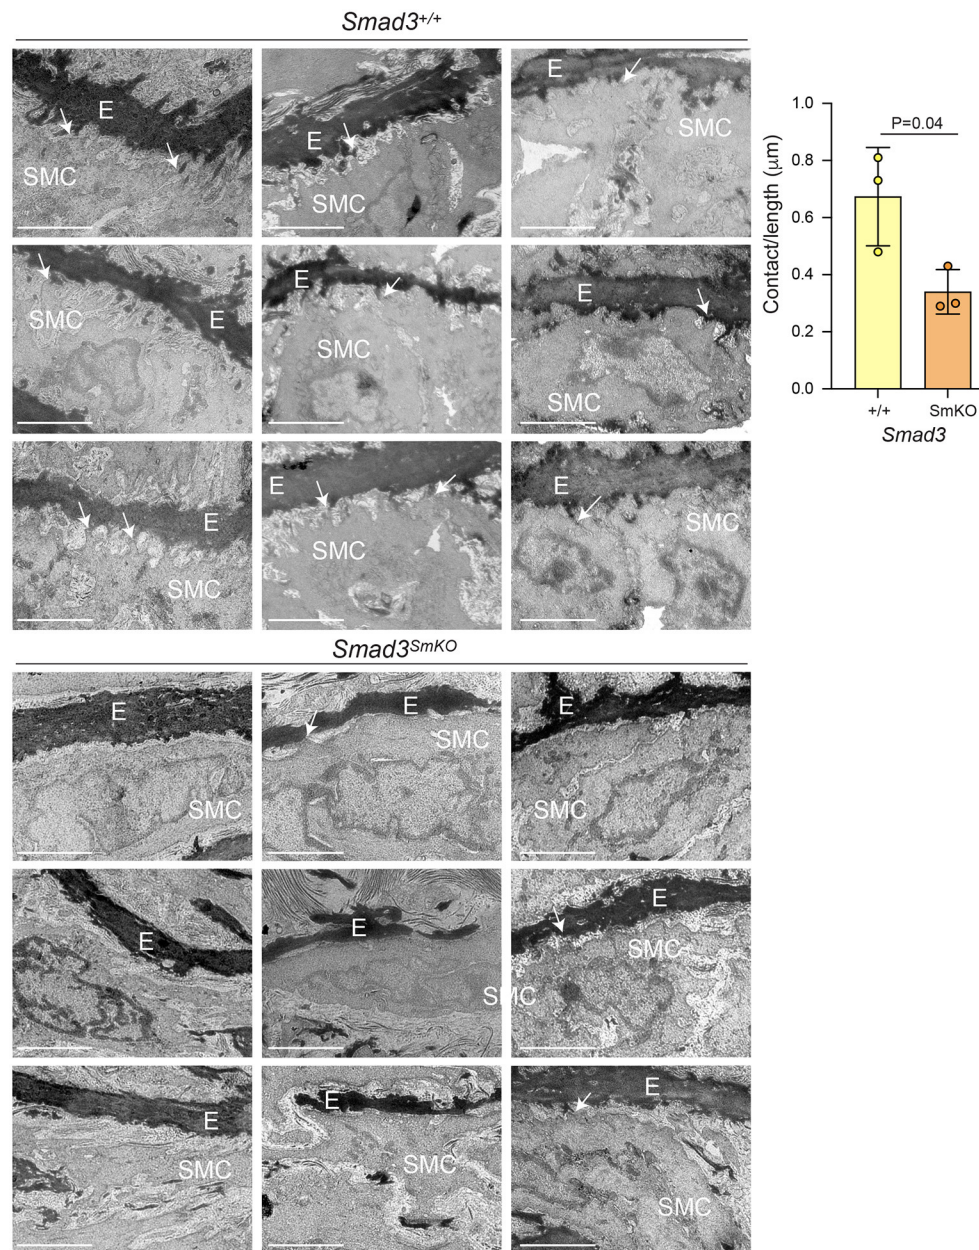 Smad3+/+
E
SMC
E
SMC
E
SMC
SMC
E
E
SMC
E
SMC
E
SMC
E
SMC
E
SMC
Smad3SmKO
E
SMC
E
SMC
E
SMC
E
E
SMC
E
SMC
E
SMC
E
SMC
E
SMC
Contact/length (µm)
1.0
0.8
0.6
0.4
0.2
0.0
P=0.04
+/+
SmKO
Smad3